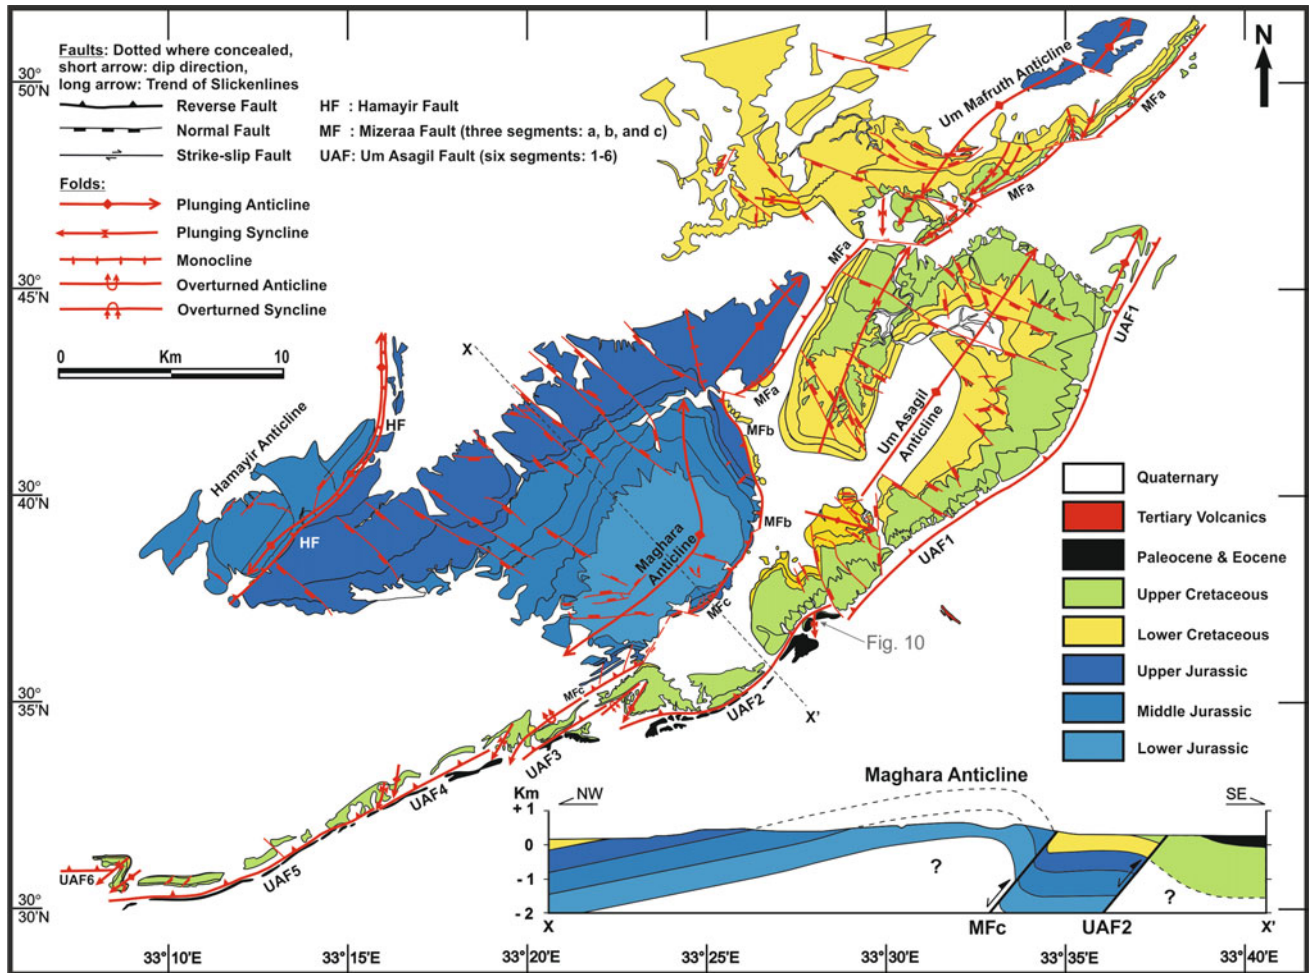 Faults: Dotted where concealed,
short arrow: dip direction,
long arrow: Trend of Slickenlines
Reverse Fault
Normal Fault
Strike-slip Fault
HF : Hamayir Fault
MF : Mizeraa Fault (three segments: a, b, and c)
UAF: Um Asagil Fault (six segments: 1-6)
Folds:
Plunging Anticline
Plunging Syncline
Monocline
Overturned Anticline
Overturned Syncline
0 Km 10
N
30°
50'N
30°
45'N
30°
40'N
30°
35'N
30°
30'N
Um Mafruth Anticline
MFa
MFa
MFa
MFa
UAF1
X
HF
Hamayir Anticline
HF
MFb
MFb
Um Asagil
Anticline
Maghara
Anticline
MFc
UAF1
Fig. 10
MFc
UAF2
X'
UAF3
UAF4
UAF5
UAF6
Quaternary
Tertiary Volcanics
Paleocene & Eocene
Upper Cretaceous
Lower Cretaceous
Upper Jurassic
Middle Jurassic
Lower Jurassic
Maghara Anticline
Km
+ 1
0
- 1
- 2
NW
SE
?
?
X
MFc
UAF2
X'
33°10'E
33°15'E
33°20'E
33°25'E
33°30'E
33°35'E
33°40'E